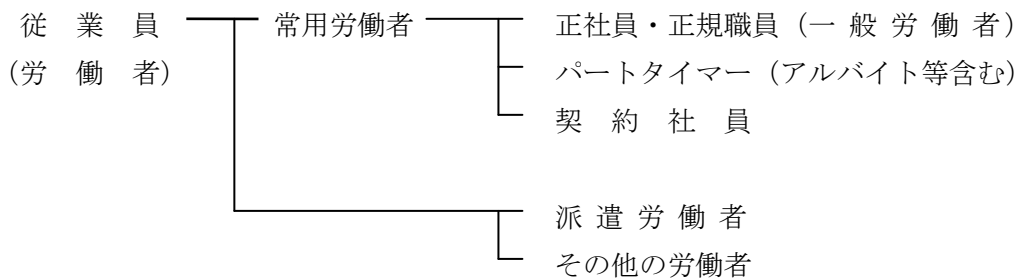 従業員 常用労働者 正社員・正規職員（一般労働者）
（労働者） パートタイマー（アルバイト等含む）
契約社員
派遣労働者
その他の労働者